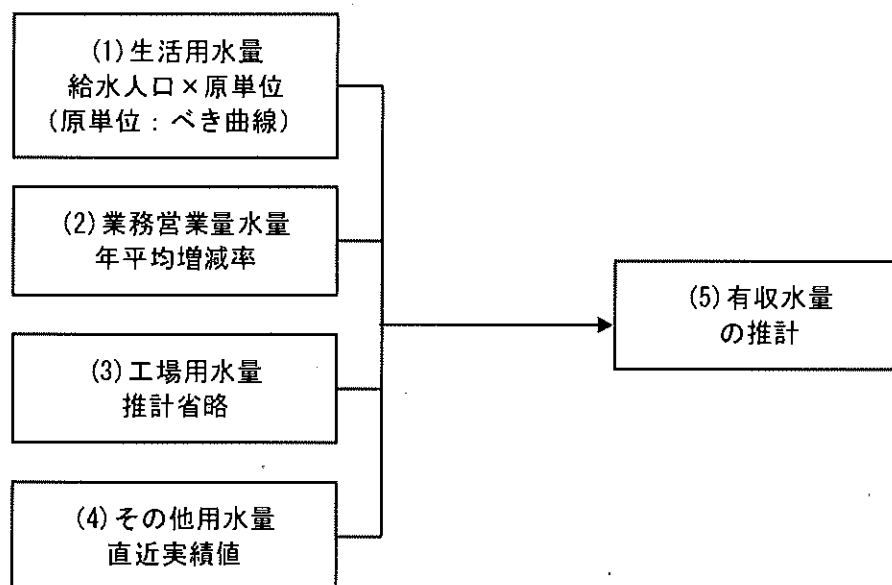 (1)生活用水量
給水人口×原単位
(原単位：べき曲線)
(2)業務営業量水量
年平均増減率
(3)工場用水量
推計省略
(4)その他用水量
直近実績値
(5)有収水量
の推計